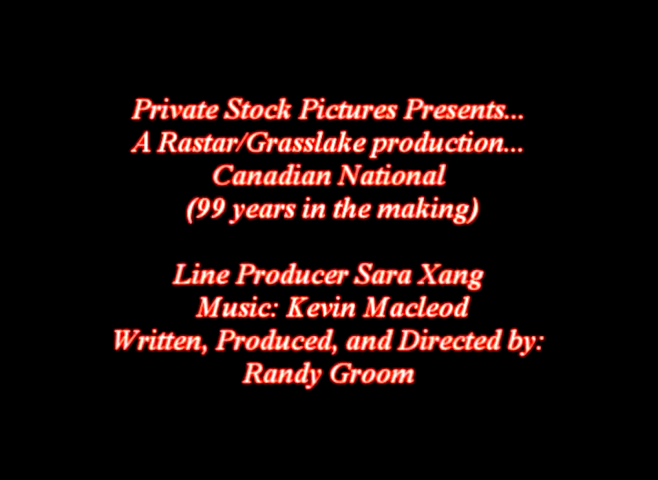 Private Stock Pictures Presents...
A Rastar/Grasslake production...
Canadian National
(99 years in the making)
Line Producer Sara Xang
Music: Kevin Macleod
Written, Produced, and Directed by:
Randy Groom